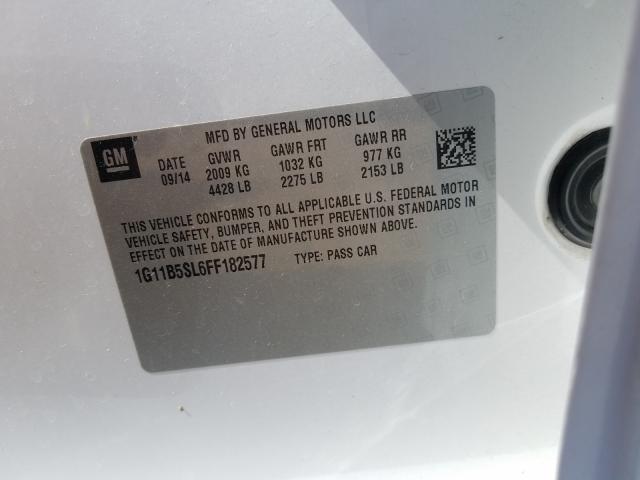 GM
MFD BY GENERAL MOTORS LLC
DATE GVWR GAWR FRT GAWR RR
09/14 2009 KG 1032 KG 977 KG
4428 LB 2275 LB 2153 LB
THIS VEHICLE CONFORMS TO ALL APPLICABLE U.S. FEDERAL MOTOR
VEHICLE SAFETY, BUMPER, AND THEFT PREVENTION STANDARDS IN
EFFECT ON THE DATE OF MANUFACTURE SHOWN ABOVE.
1G11B5SL6FF182577 TYPE: PASS CAR